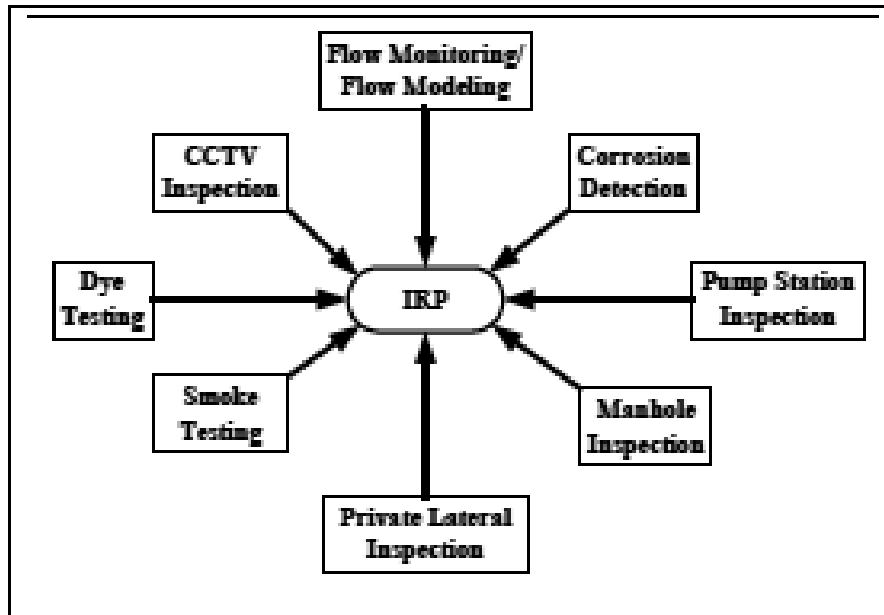 Flow Monitoring/
Flow Modeling
CCTV
Inspection
Corrosion
Detection
Dye
Testing
IRP
Pump Station
Inspection
Smoke
Testing
Manhole
Inspection
Private Lateral
Inspection